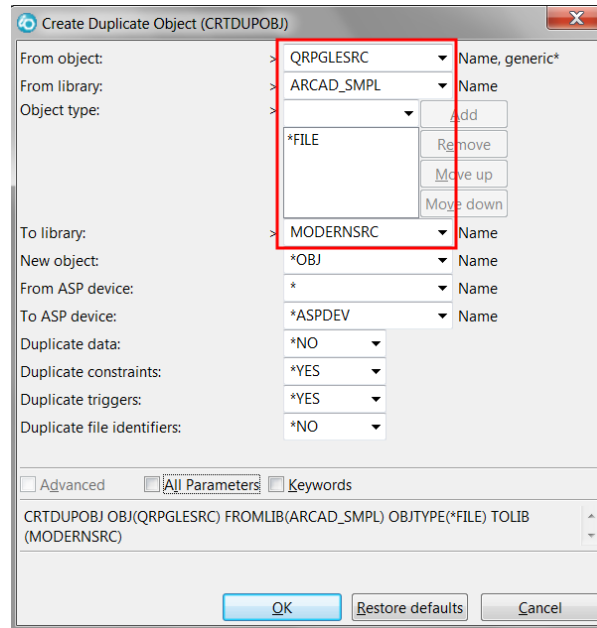 Create Duplicate Object (CRTDUPOBJ)
From object: > QRPGLESRC Name, generic*
From library: > ARCAD_SMPL Name
Object type: > Add
*FILE Remove
Move up
Move down
To library: > MODERNSRC Name
New object: *OBJ Name
From ASP device: * Name
To ASP device: *ASPDEV Name
Duplicate data: *NO
Duplicate constraints: *YES
Duplicate triggers: *YES
Duplicate file identifiers: *NO
Advanced All Parameters Keywords
CRTDUPOBJ OBJ(QRPGLESRC) FROMLIB(ARCAD_SMPL) OBJTYPE(*FILE) TOLIB
(MODERNSRC)
OK Restore defaults Cancel